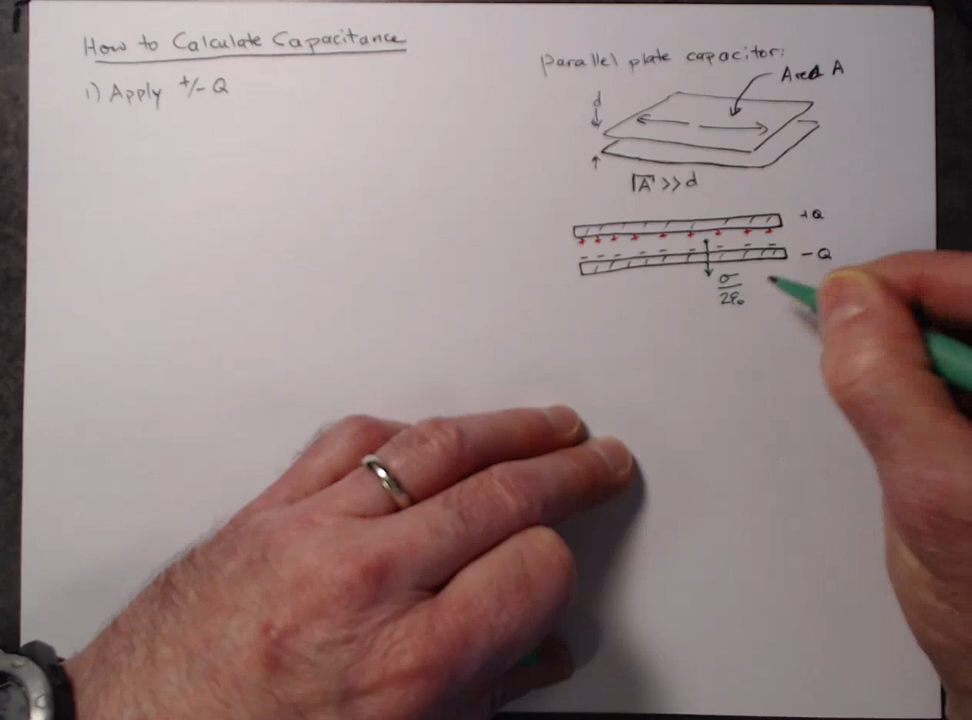 How to Calculate Capacitance
1) Apply +/- Q
Parallel plate capacitor:
Area A
d
√A >> d
+Q
+ + + + + + + + +
- - - - - - - - - -
- Q
σ/2ε₀